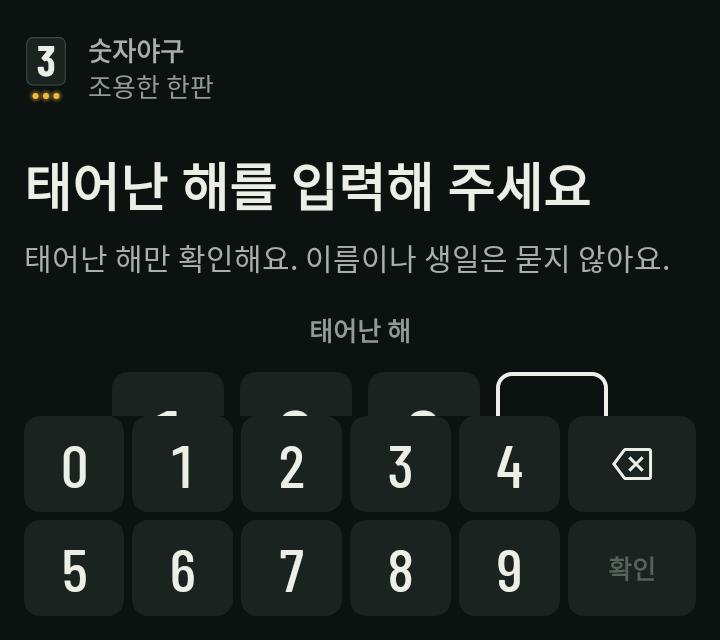 3
숫자야구
조용한 한판
태어난 해를 입력해 주세요
태어난 해만 확인해요. 이름이나 생일은 묻지 않아요.
태어난 해
0 1 2 3 4
5 6 7 8 9 확인